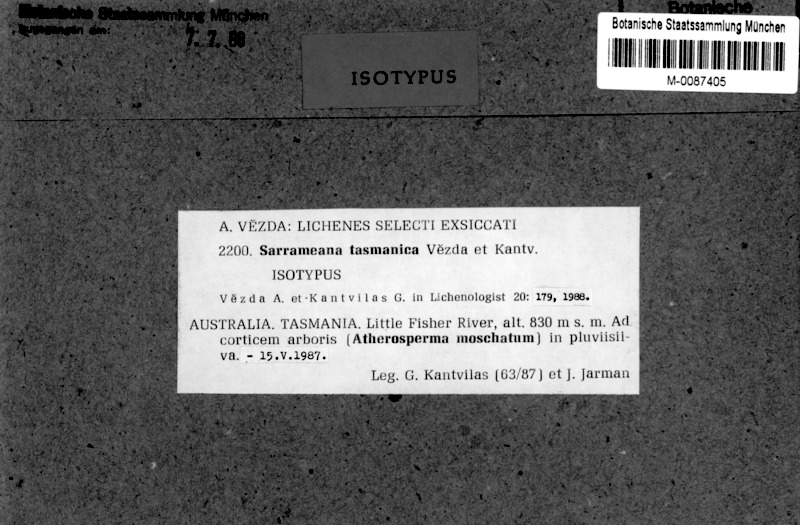 Botanische Staatssammlung München
7. 7. 88
Botanische
Botanische Staatssammlung München
M-0087405
ISOTYPUS
A. VĚZDA: LICHENES SELECTI EXSICCATI
2200. Sarrameana tasmanica Vězda et Kantv.
ISOTYPUS
Vězda A. et Kantvilas G. in Lichenologist 20: 179, 1988.
AUSTRALIA. TASMANIA. Little Fisher River, alt. 830 m s. m. Ad
corticem arboris (Atherosperma moschatum) in pluviisil-
va. – 15.V.1987.
Leg. G. Kantvilas (63/87) et J. Jarman